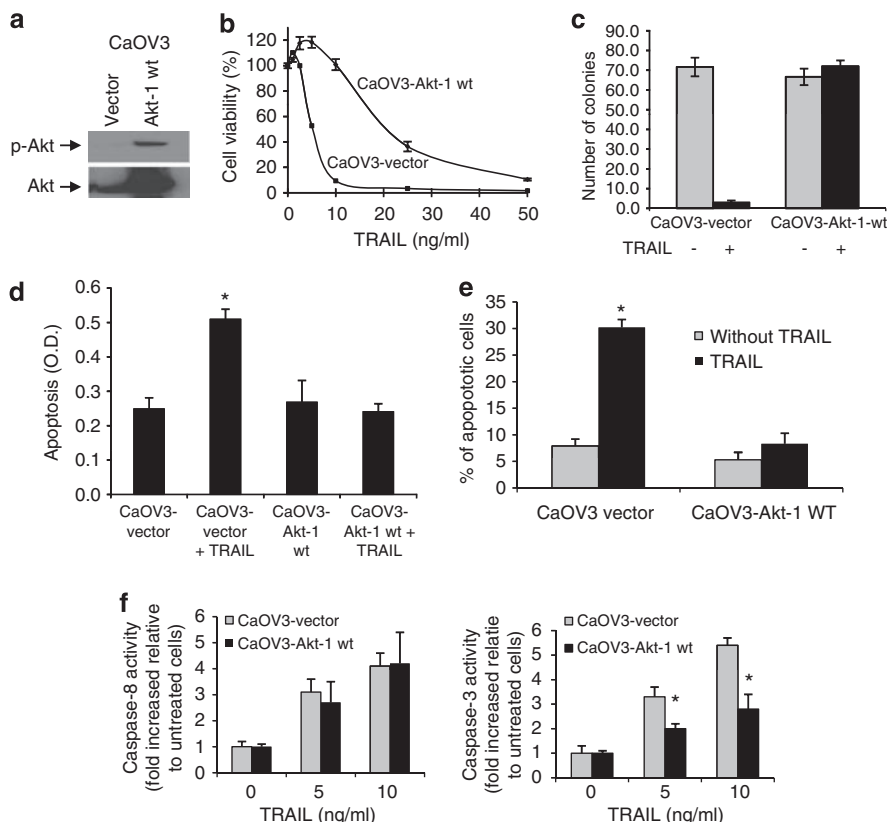 a
CaOV3
Vector
Akt-1 wt
p-Akt
Akt
b
Cell viability (%)
120
100
80
60
40
20
0
CaOV3-Akt-1 wt
CaOV3-vector
0 10 20 30 40 50
TRAIL (ng/ml)
c
Number of colonies
90.0
80.0
70.0
60.0
50.0
40.0
30.0
20.0
10.0
0.0
CaOV3-vector CaOV3-Akt-1-wt
TRAIL - + - +
d
Apoptosis (O.D.)
0.6
0.5
0.4
0.3
0.2
0.1
0.0
*
CaOV3-
vector
CaOV3-
vector
+ TRAIL
CaOV3-
Akt-1
wt
CaOV3-
Akt-1 wt +
TRAIL
e
% of apopototic cells
35
30
25
20
15
10
5
0
*
Without TRAIL
TRAIL
CaOV3 vector CaOV3-Akt-1 WT
f
Caspase-8 activity
(fold increased relative
to untreated cells)
6
5
4
3
2
1
0
CaOV3-vector
CaOV3-Akt-1 wt
0 5 10
TRAIL (ng/ml)
Caspase-3 activity
(fold increased relatie
to untreated cells)
6
5
4
3
2
1
0
CaOV3-vector
CaOV3-Akt-1 wt
*
*
0 5 10
TRAIL (ng/ml)